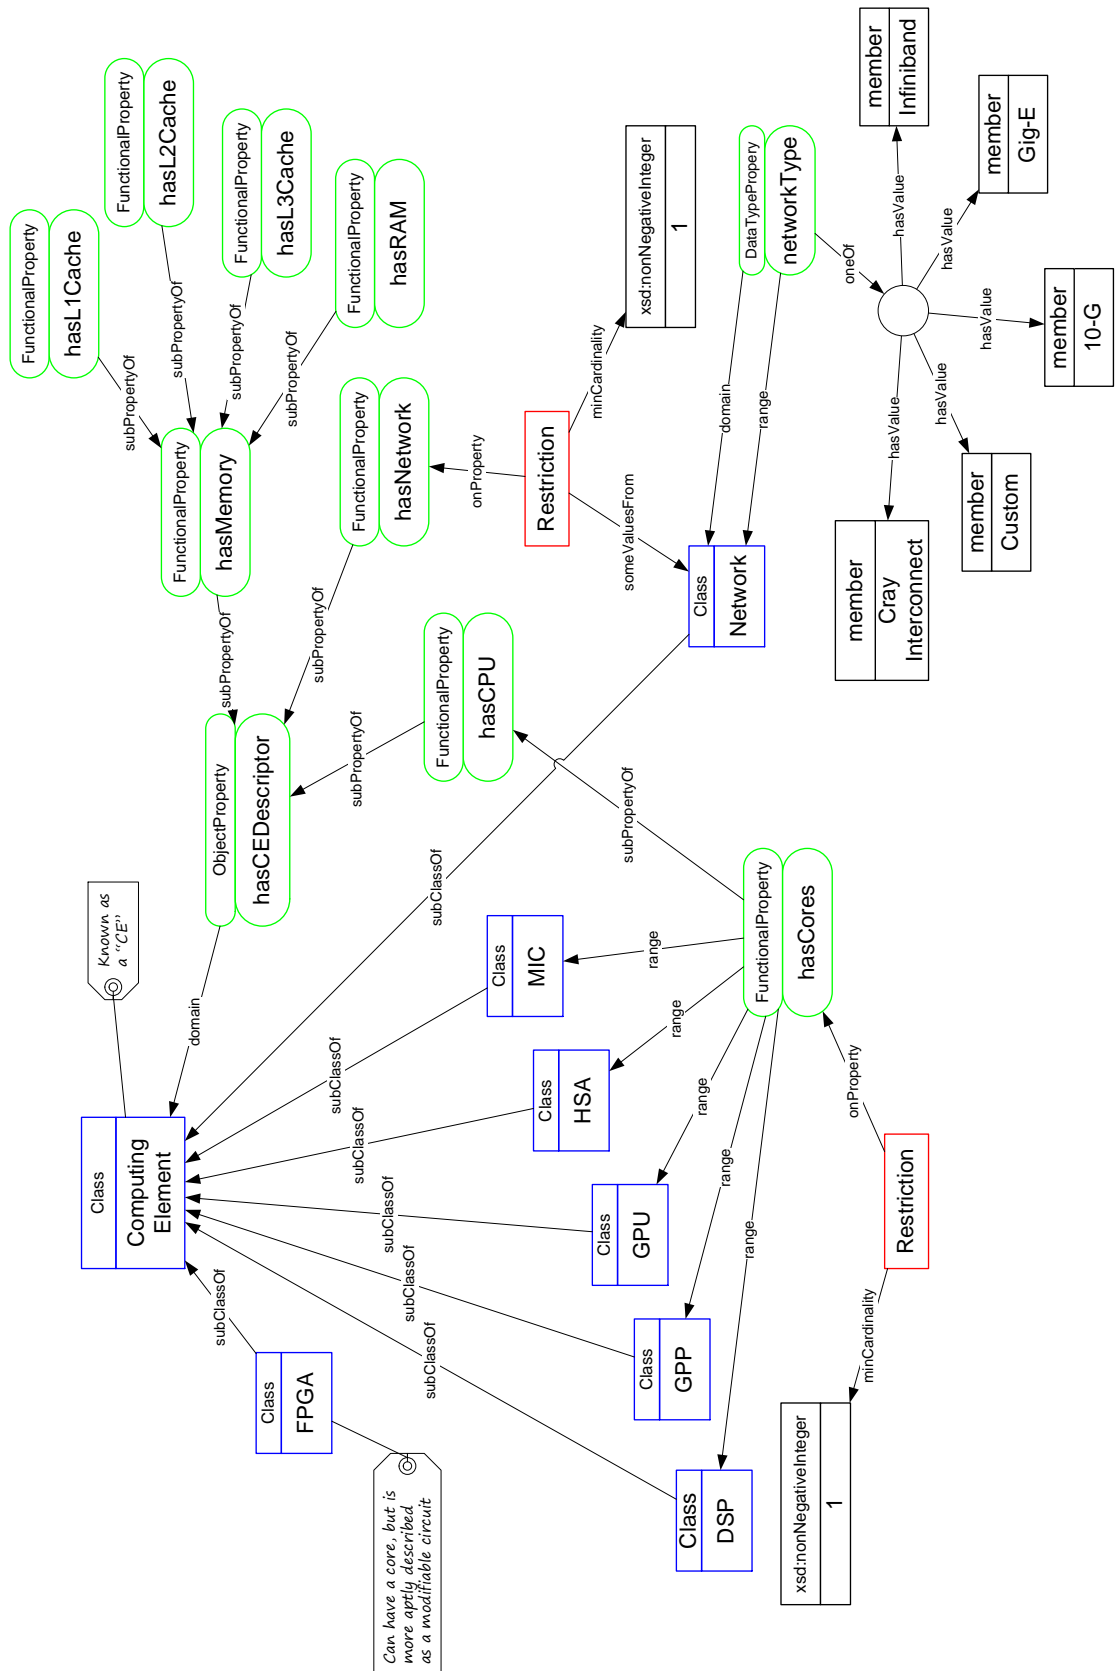 FunctionalProperty
hasL1Cache
FunctionalProperty
hasL2Cache
FunctionalProperty
hasL3Cache
FunctionalProperty
hasRAM
subPropertyOf
subPropertyOf
subPropertyOf
subPropertyOf
FunctionalProperty
hasMemory
Known as
a "CE"
Class
Computing
Element
domain
ObjectProperty
hasCEDescriptor
subPropertyOf
subPropertyOf
subPropertyOf
FunctionalProperty
hasNetwork
FunctionalProperty
hasCPU
subClassOf
Class
FPGA
Can have a core, but is
more aptly described
as a modifiable circuit
subClassOf
subClassOf
subClassOf
subClassOf
subClassOf
subClassOf
Class
MIC
Class
HSA
Class
GPU
Class
GPP
Class
DSP
onProperty
Restriction
minCardinality
xsd:nonNegativeInteger
1
someValuesFrom
Class
Network
domain
range
DataTypeProperty
networkType
oneOf
hasValue
member
Infiniband
hasValue
member
Gig-E
hasValue
member
10-G
hasValue
member
Custom
hasValue
member
Cray
Interconnect
subPropertyOf
range
range
range
range
range
FunctionalProperty
hasCores
onProperty
Restriction
minCardinality
xsd:nonNegativeInteger
1